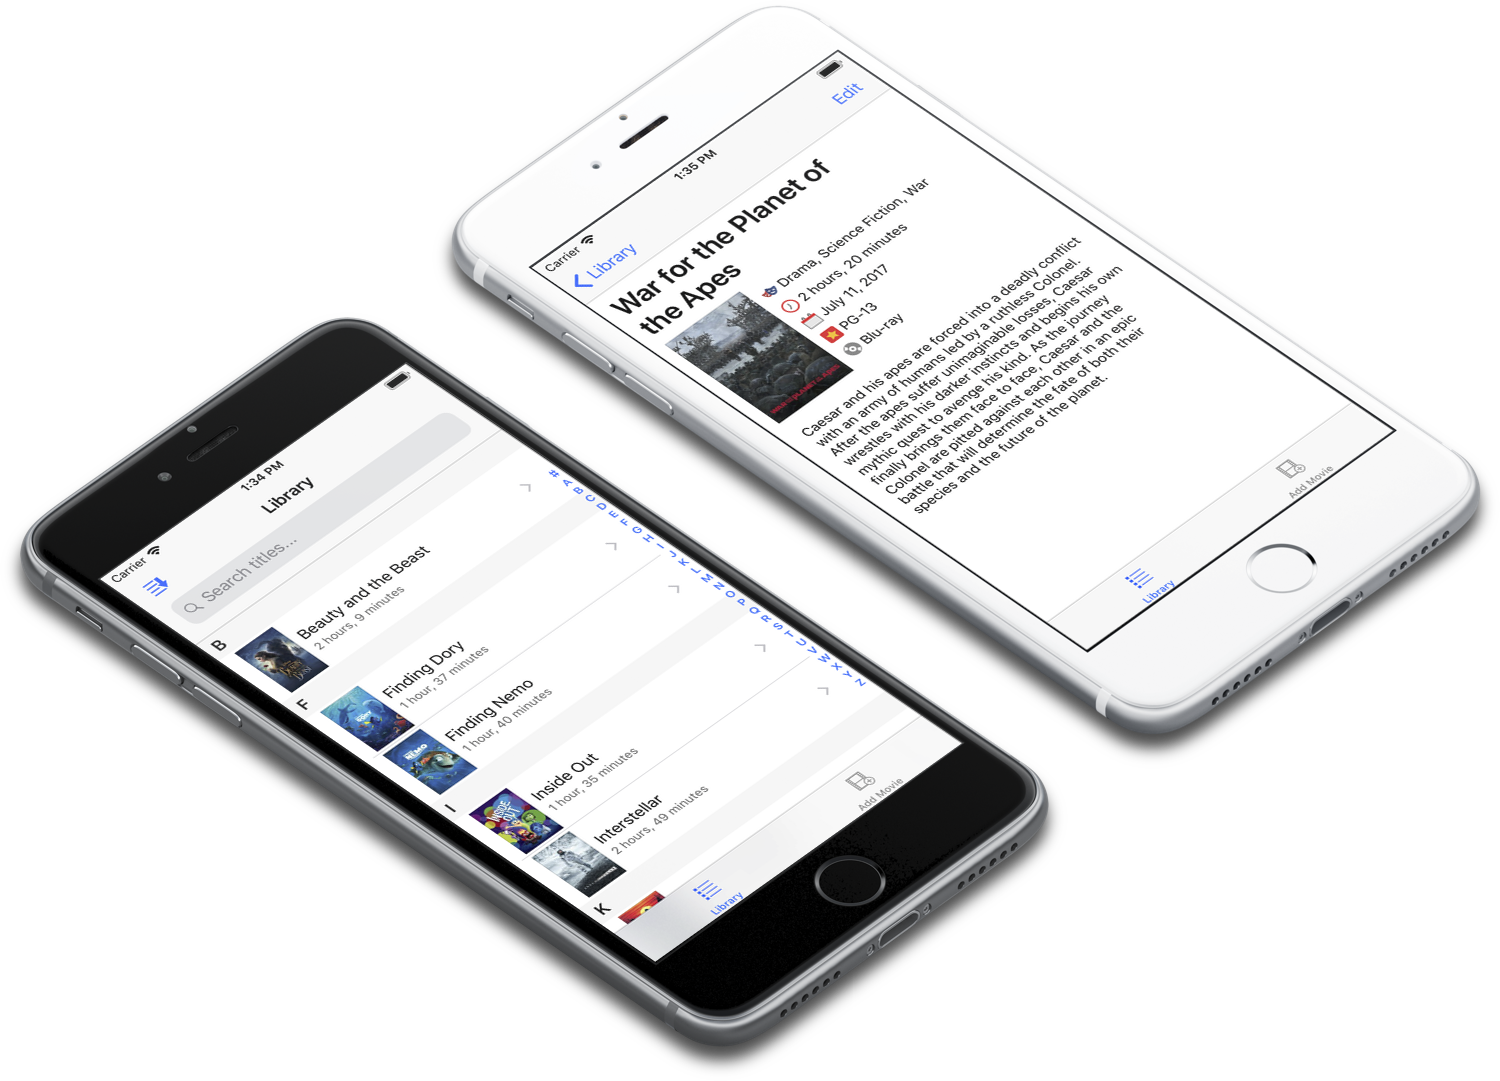 Carrier
1:34 PM
Library
Search titles...
B
Beauty and the Beast
2 hours, 9 minutes
F
Finding Dory
1 hour, 37 minutes
Finding Nemo
1 hour, 40 minutes
I
Inside Out
1 hour, 35 minutes
INSIDE
OUT
Interstellar
2 hours, 49 minutes
K
#
A
B
C
D
E
F
G
H
I
J
K
L
M
N
O
P
Q
R
S
T
U
V
W
X
Y
Z
Library
Add Movie
Carrier
1:35 PM
Library
Edit
War for the Planet of
the Apes
Drama, Science Fiction, War
2 hours, 20 minutes
July 11, 2017
PG-13
Blu-ray
Caesar and his apes are forced into a deadly conflict
with an army of humans led by a ruthless Colonel.
After the apes suffer unimaginable losses, Caesar
wrestles with his darker instincts and begins his own
mythic quest to avenge his kind. As the journey
finally brings them face to face, Caesar and the
Colonel are pitted against each other in an epic
battle that will determine the fate of both their
species and the future of the planet.
Library
Add Movie